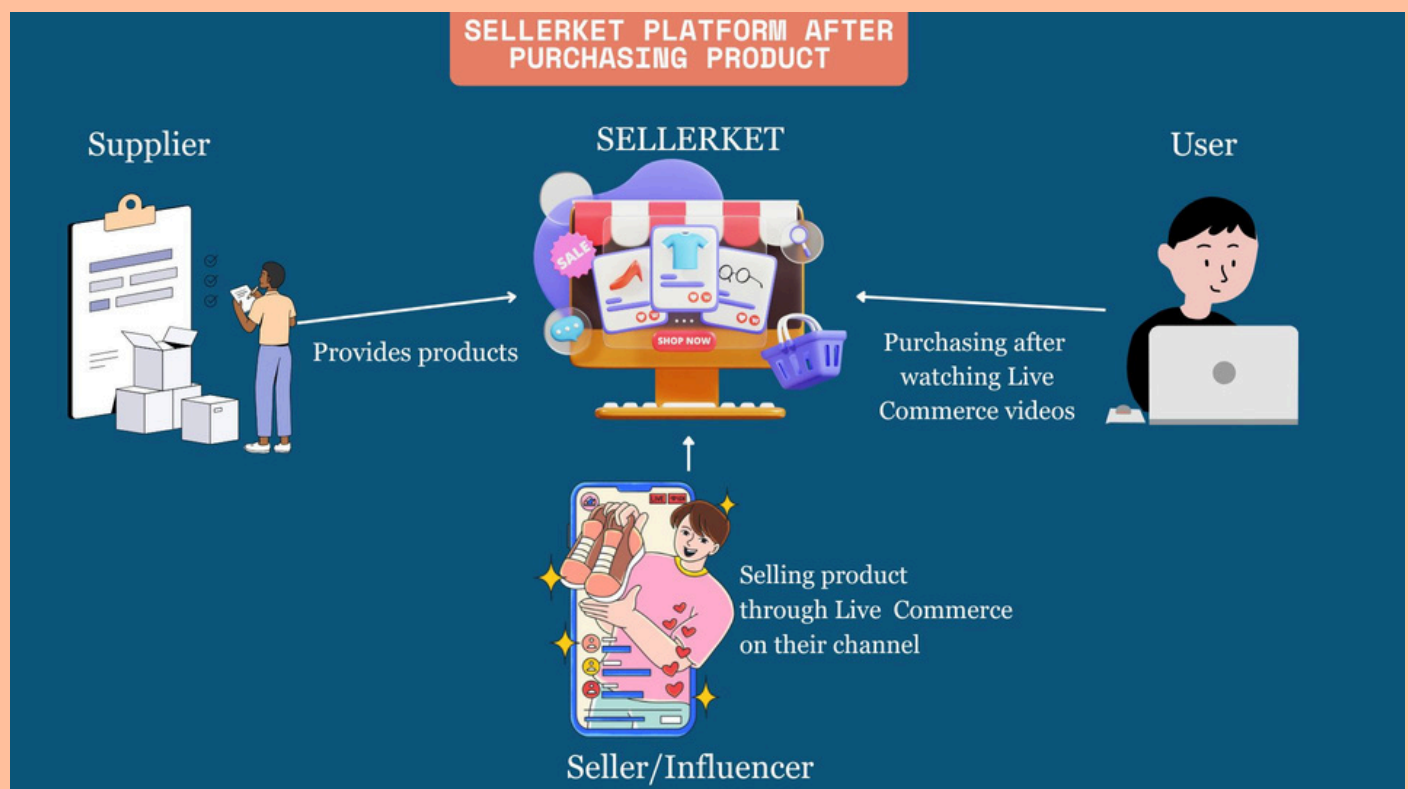 SELLERKET PLATFORM AFTER
PURCHASING PRODUCT
Supplier
SELLERKET
User
SALE
SHOP NOW
Provides products
Purchasing after
watching Live
Commerce videos
LIVE
Selling product
through Live Commerce
on their channel
Seller/Influencer